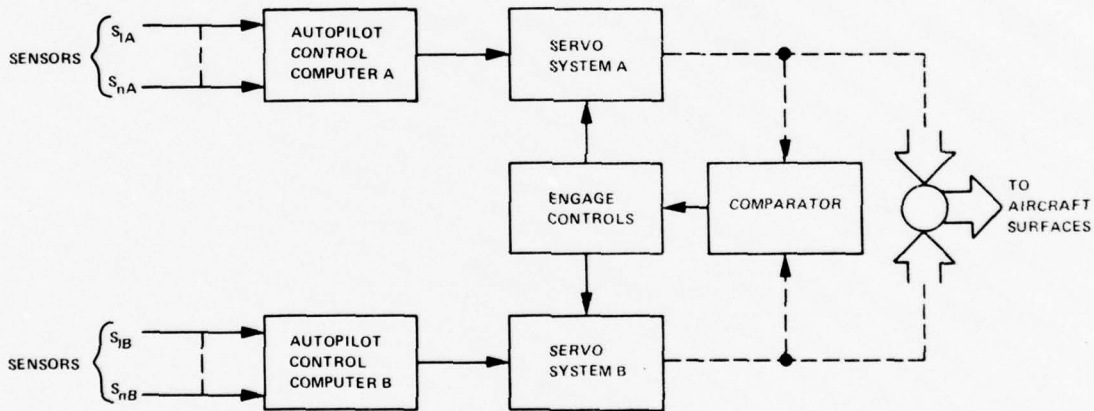 SENSORS
S1A
SnA
AUTOPILOT
CONTROL
COMPUTER A
SERVO
SYSTEM A
ENGAGE
CONTROLS
COMPARATOR
TO
AIRCRAFT
SURFACES
SENSORS
S1B
SnB
AUTOPILOT
CONTROL
COMPUTER B
SERVO
SYSTEM B